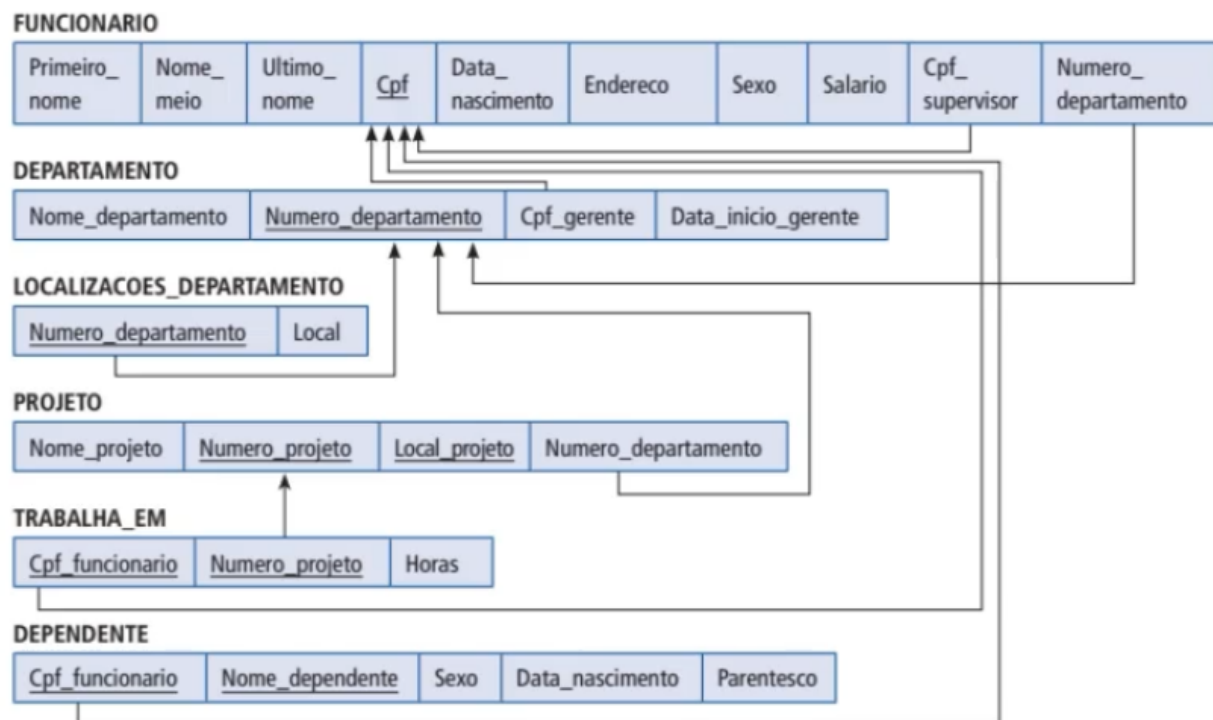 FUNCIONARIO
Primeiro_ nome Nome_ meio Ultimo_ nome Cpf Data_ nascimento Endereco Sexo Salario Cpf_ supervisor Numero_ departamento
DEPARTAMENTO
Nome_departamento Numero_departamento Cpf_gerente Data_inicio_gerente
LOCALIZACOES_DEPARTAMENTO
Numero_departamento Local
PROJETO
Nome_projeto Numero_projeto Local_projeto Numero_departamento
TRABALHA_EM
Cpf_funcionario Numero_projeto Horas
DEPENDENTE
Cpf_funcionario Nome_dependente Sexo Data_nascimento Parentesco